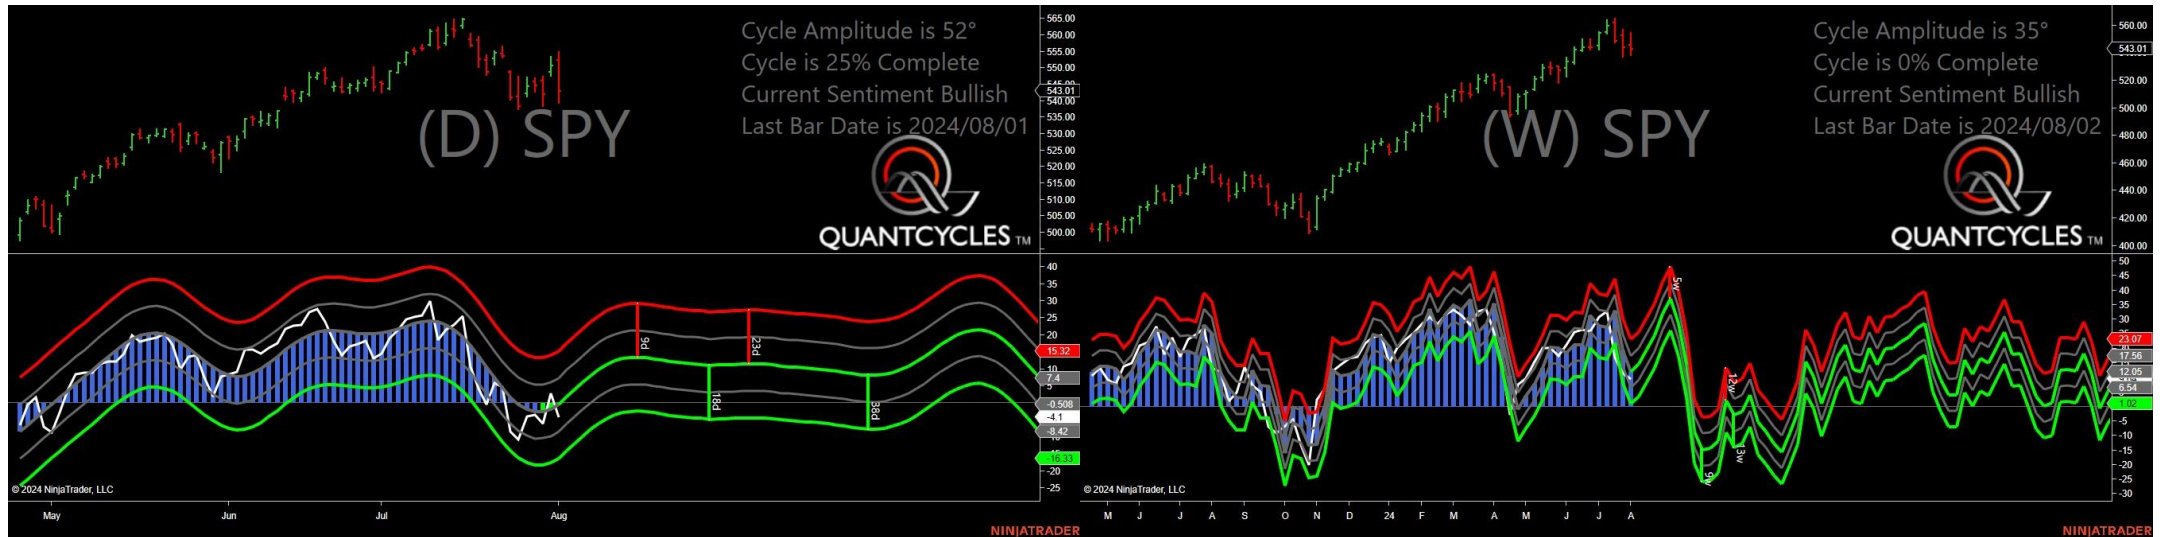 Cycle Amplitude is 52°
Cycle is 25% Complete
Current Sentiment Bullish
Last Bar Date is 2024/08/01
(D) SPY
QUANTCYCLES TM
565.00
560.00
555.00
550.00
545.00
543.01
540.00
535.00
530.00
525.00
520.00
515.00
510.00
505.00
500.00
40
35
30
25
20
15.32
7.4
5
-0.508
-4.1
-8.42
-16.33
-20
-25
9d
18d
23d
38d
© 2024 NinjaTrader, LLC
May
Jun
Jul
Aug
NINJATRADER
Cycle Amplitude is 35°
Cycle is 0% Complete
Current Sentiment Bullish
Last Bar Date is 2024/08/02
(W) SPY
QUANTCYCLES TM
560.00
543.01
520.00
500.00
480.00
460.00
440.00
420.00
400.00
50
45
40
35
30
23.07
17.56
12.05
6.54
1.02
-5
-10
-15
-20
-25
-30
5w
9w
12w
13w
© 2024 NinjaTrader, LLC
M J J A S O N D 24 F M A M J J A
NINJATRADER